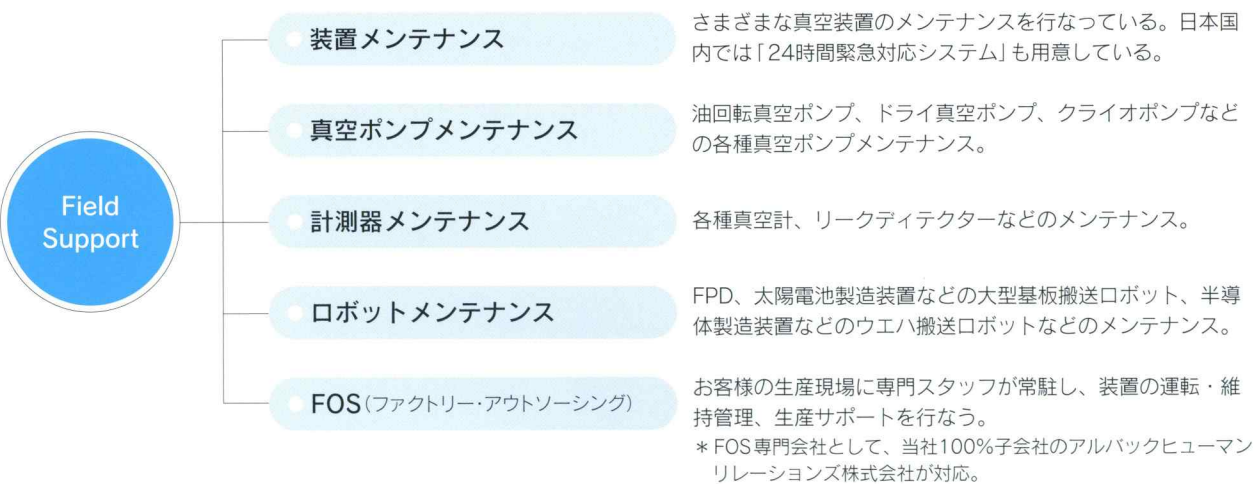 Field
Support
装置メンテナンス
さまざまな真空装置のメンテナンスを行なっている。日本国
内では「24時間緊急対応システム」も用意している。
真空ポンプメンテナンス
油回転真空ポンプ、ドライ真空ポンプ、クライオポンプなど
の各種真空ポンプメンテナンス。
計測器メンテナンス
各種真空計、リークディテクターなどのメンテナンス。
ロボットメンテナンス
FPD、太陽電池製造装置などの大型基板搬送ロボット、半導
体製造装置などのウエハ搬送ロボットなどのメンテナンス。
FOS(ファクトリー・アウトソーシング)
お客様の生産現場に専門スタッフが常駐し、装置の運転・維
持管理、生産サポートを行なう。
*FOS専門会社として、当社100%子会社のアルバックヒューマン
リレーションズ株式会社が対応。